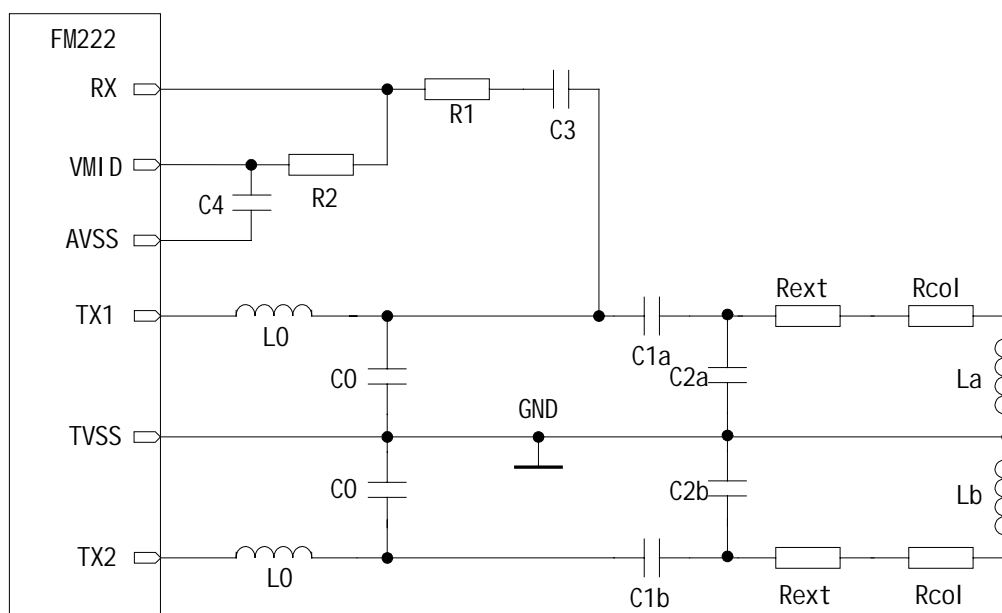 FM222
RX
R1
C3
VMID
R2
C4
AVSS
TX1
L0
Rext
Rcol
C1a
C0
C2a
La
GND
TVSS
C0
C2b
Lb
TX2
L0
C1b
Rext
Rcol